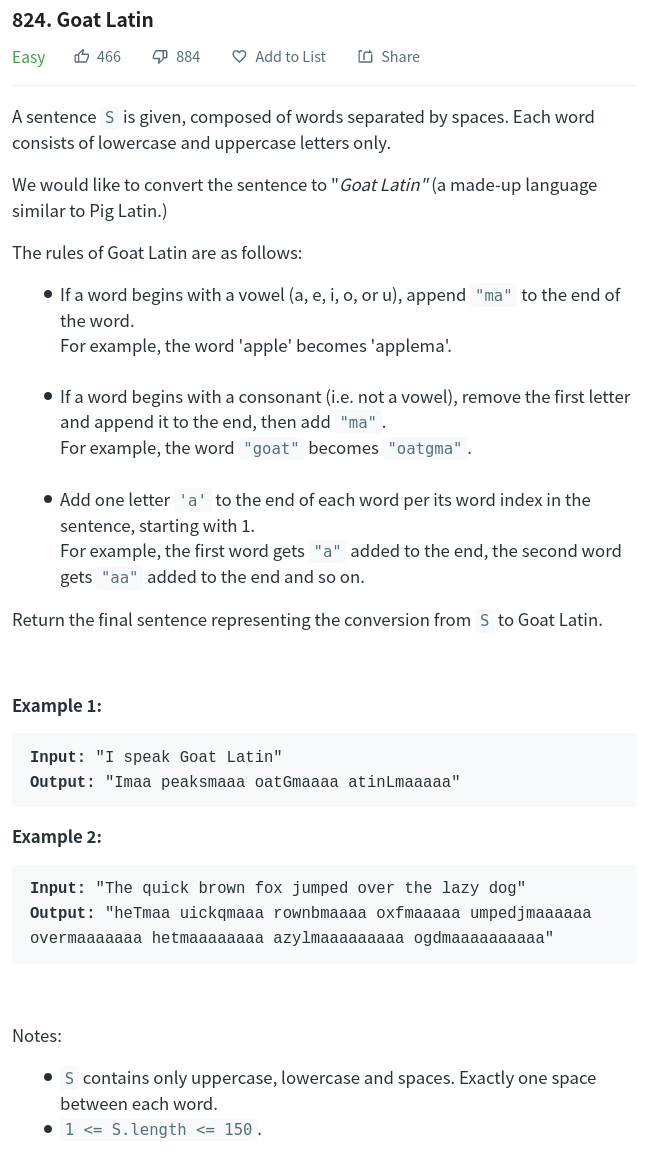 824. Goat Latin
Easy 466 884 Add to List Share
A sentence S is given, composed of words separated by spaces. Each word
consists of lowercase and uppercase letters only.
We would like to convert the sentence to "Goat Latin" (a made-up language
similar to Pig Latin.)
The rules of Goat Latin are as follows:
● If a word begins with a vowel (a, e, i, o, or u), append "ma" to the end of
the word.
For example, the word 'apple' becomes 'applema'.
● If a word begins with a consonant (i.e. not a vowel), remove the first letter
and append it to the end, then add "ma".
For example, the word "goat" becomes "oatgma".
● Add one letter 'a' to the end of each word per its word index in the
sentence, starting with 1.
For example, the first word gets "a" added to the end, the second word
gets "aa" added to the end and so on.
Return the final sentence representing the conversion from S to Goat Latin.
Example 1:
Input: "I speak Goat Latin"
Output: "Imaa peaksmaaa oatGmaaaa atinLmaaaaa"
Example 2:
Input: "The quick brown fox jumped over the lazy dog"
Output: "heTmaa uickqmaaa rownbmaaaa oxfmaaaaa umpedjmaaaaaa
overmaaaaaaa hetmaaaaaaaa azylmaaaaaaaaa ogdmaaaaaaaaaa"
Notes:
● S contains only uppercase, lowercase and spaces. Exactly one space
between each word.
● 1 <= S.length <= 150.